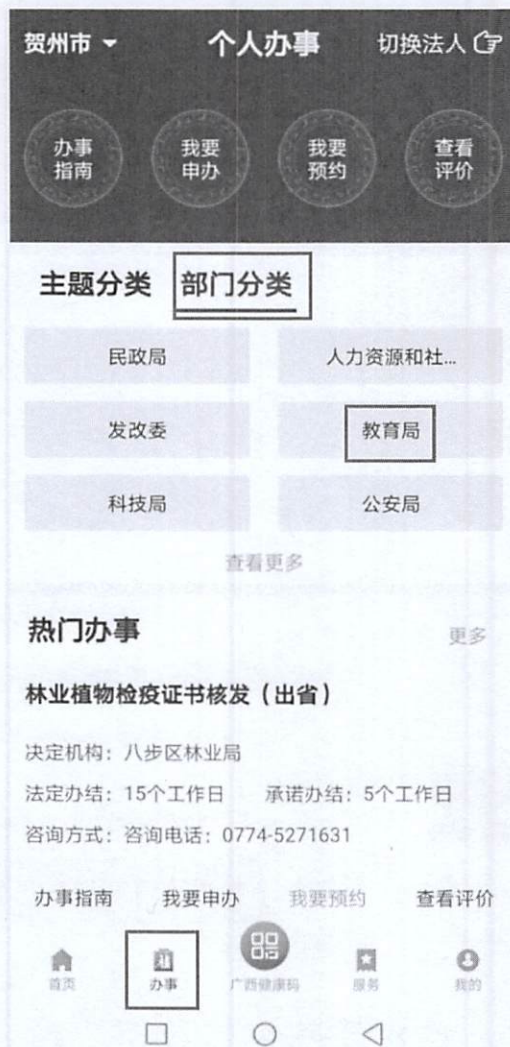 贺州市 个人办事 切换法人
办事指南 我要申办 我要预约 查看评价
主题分类 部门分类
民政局 人力资源和社...
发改委 教育局
科技局 公安局
查看更多
热门办事 更多
林业植物检疫证书核发（出省）
决定机构：八步区林业局
法定办结：15个工作日 承诺办结：5个工作日
咨询方式：咨询电话：0774-5271631
办事指南 我要申办 我要预约 查看评价
首页 办事 广西健康码 服务 我的